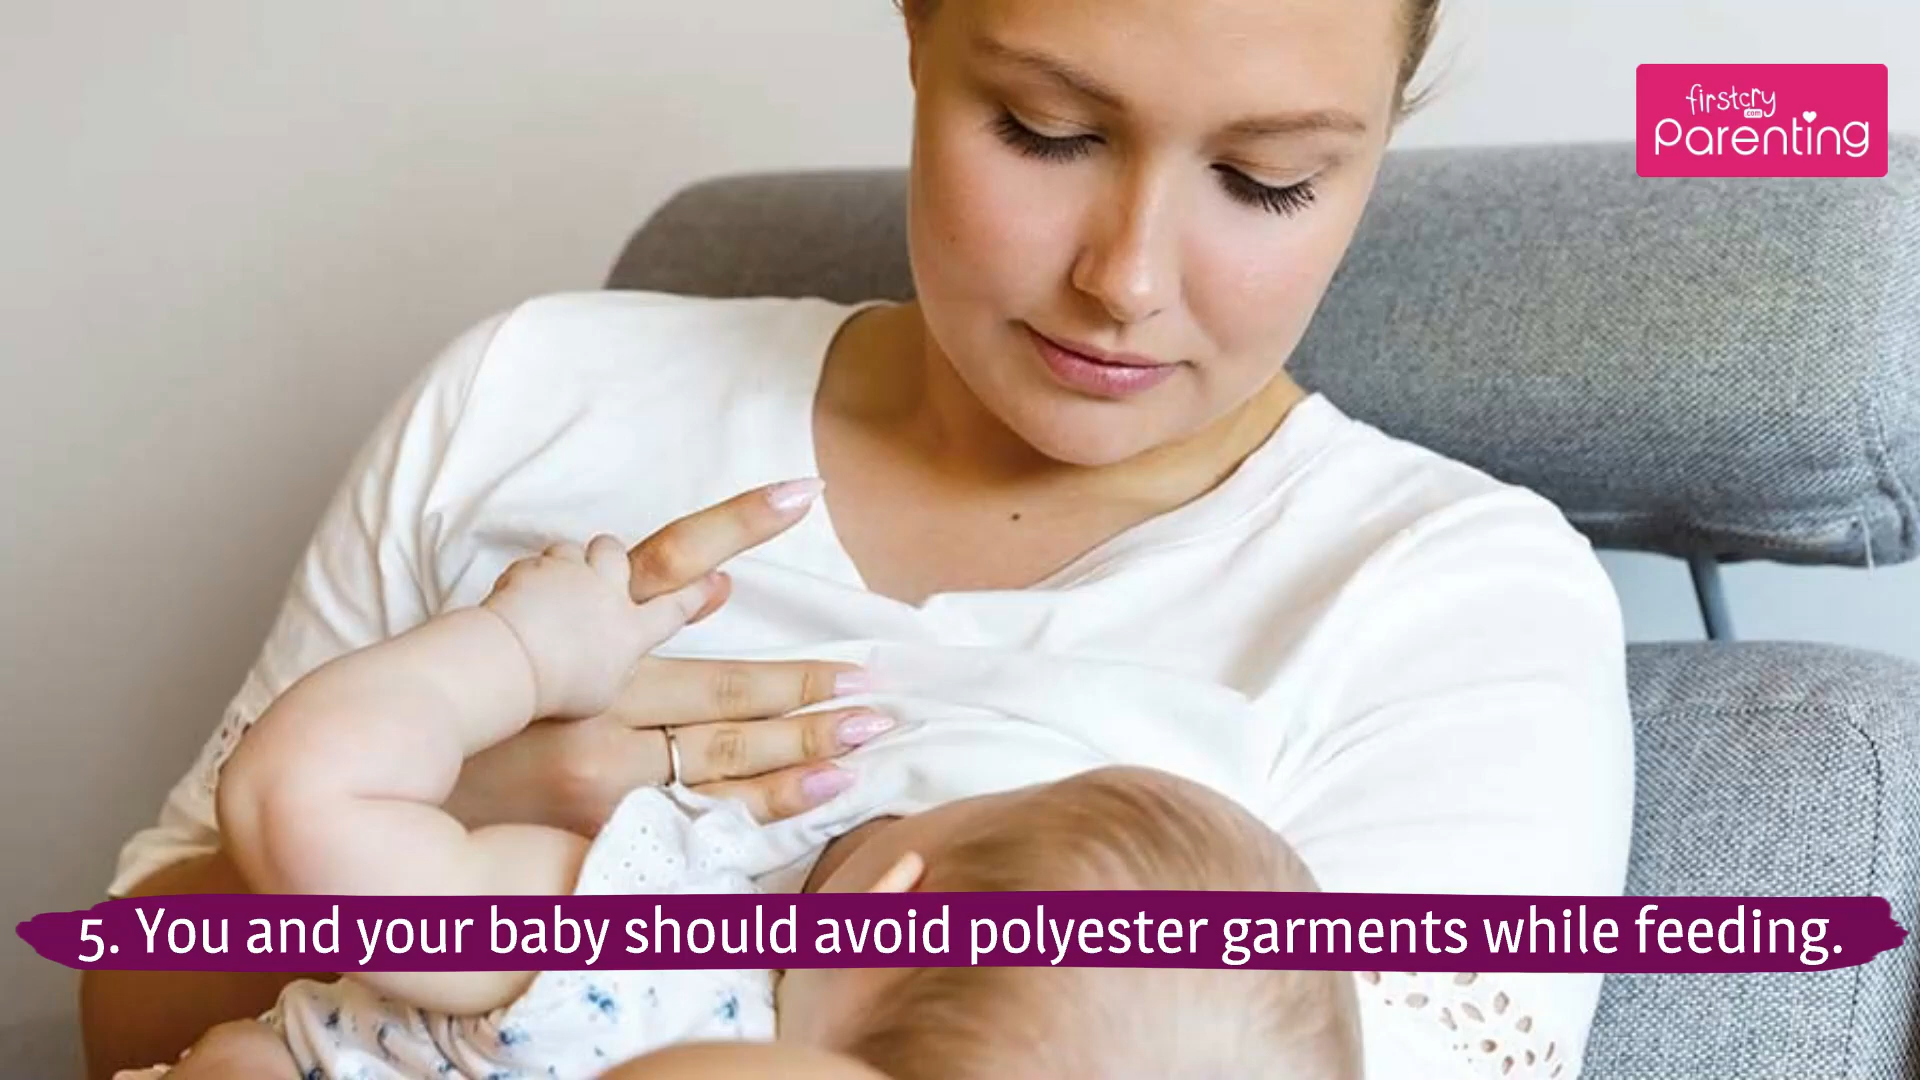 firstcry
.com
Parenting
5. You and your baby should avoid polyester garments while feeding.